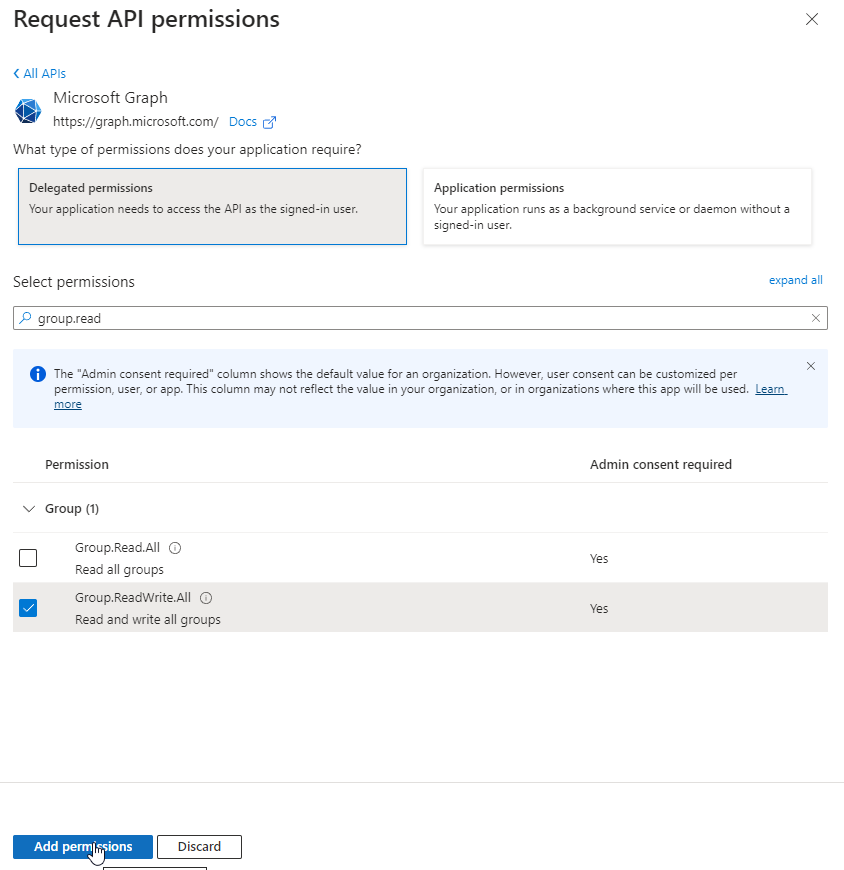 Request API permissions
All APIs
Microsoft Graph
https://graph.microsoft.com/ Docs
What type of permissions does your application require?
Delegated permissions
Your application needs to access the API as the signed-in user.
Application permissions
Your application runs as a background service or daemon without a
signed-in user.
Select permissions
expand all
group.read
The "Admin consent required" column shows the default value for an organization. However, user consent can be customized per
permission, user, or app. This column may not reflect the value in your organization, or in organizations where this app will be used. Learn
more
Permission Admin consent required
Group (1)
Group.Read.All
Read all groups
Yes
Group.ReadWrite.All
Read and write all groups
Yes
Add permissions Discard